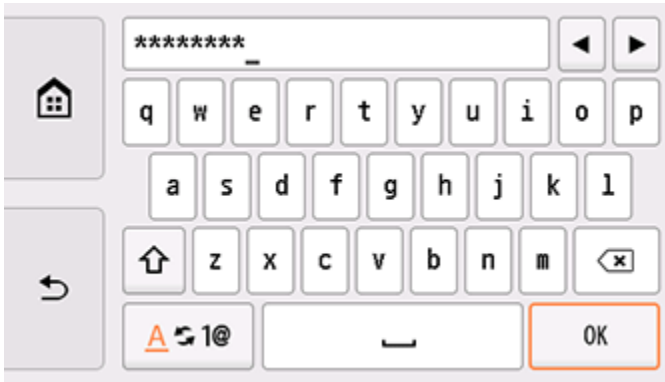 ********_
q w e r t y u i o p
a s d f g h j k l
z x c v b n m
A 1@ OK